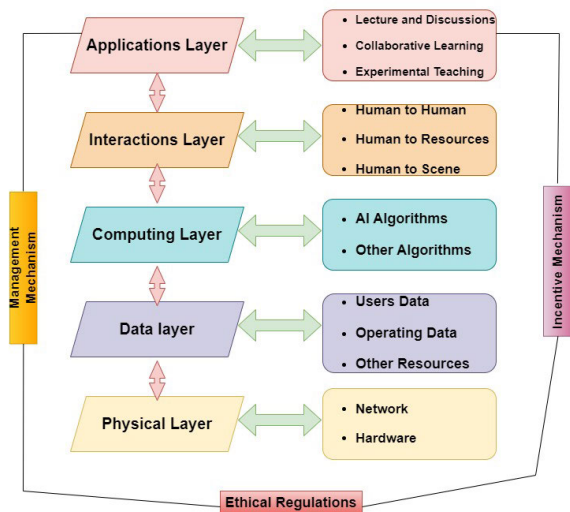 Applications Layer
• Lecture and Discussions
• Collaborative Learning
• Experimental Teaching
Interactions Layer
• Human to Human
• Human to Resources
• Human to Scene
Management
Mechanism
Incentive Mechanism
Computing Layer
• AI Algorithms
• Other Algorithms
Data layer
• Users Data
• Operating Data
• Other Resources
Physical Layer
• Network
• Hardware
Ethical Regulations